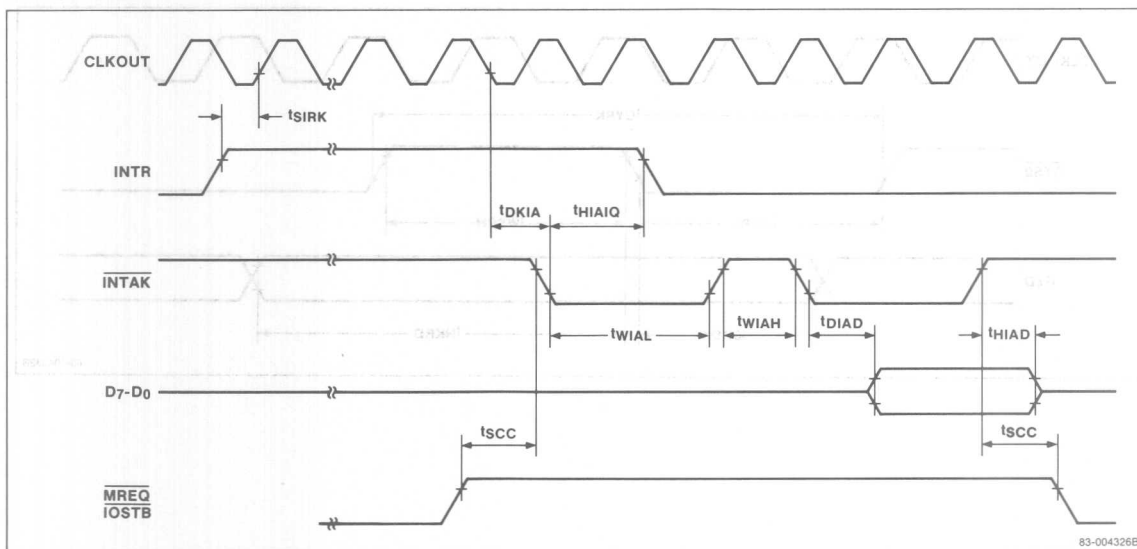 CLKOUT
tSIRK
INTR
tDKIA
tHIAIQ
INTAK
tWIAL
tWIAH
tDIAD
tHIAD
D7-D0
tSCC
tSCC
MREQ
IOSTB
83-004326B